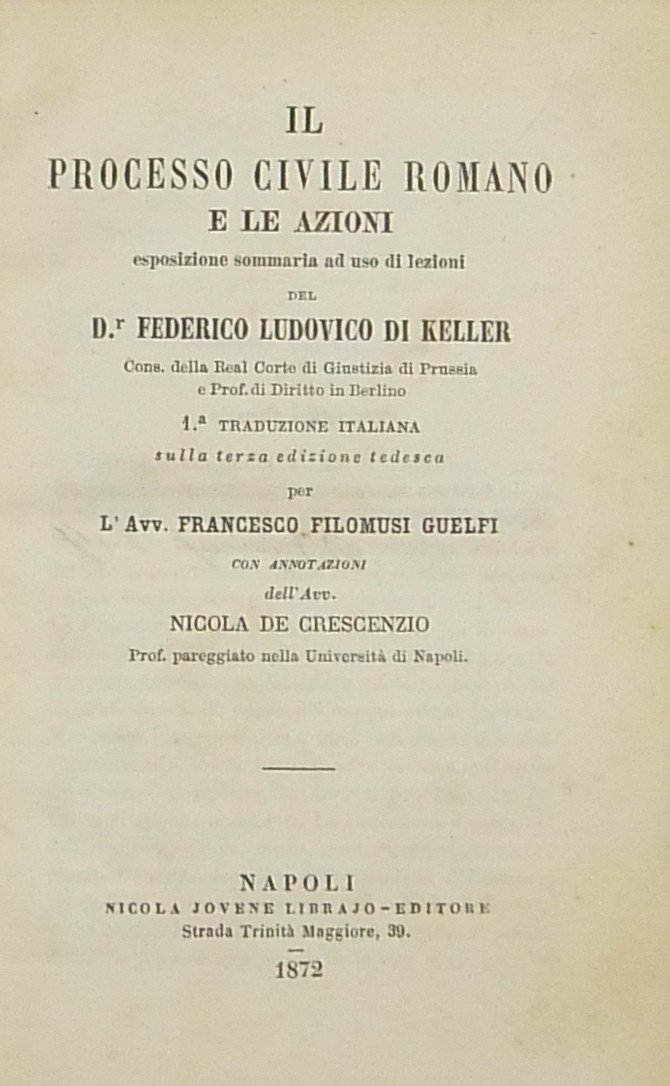 IL
PROCESSO CIVILE ROMANO
E LE AZIONI
esposizione sommaria ad uso di lezioni
DEL
D.r FEDERICO LUDOVICO DI KELLER
Cons. della Real Corte di Giustizia di Prussia
e Prof. di Diritto in Berlino
1.a TRADUZIONE ITALIANA
sulla terza edizione tedesca
per
L' Avv. FRANCESCO FILOMUSI GUELFI
CON ANNOTAZIONI
dell'Avv.
NICOLA DE CRESCENZIO
Prof. pareggiato nella Università di Napoli.
NAPOLI
NICOLA JOVENE LIBRAJO-EDITORE
Strada Trinità Maggiore, 39.
1872